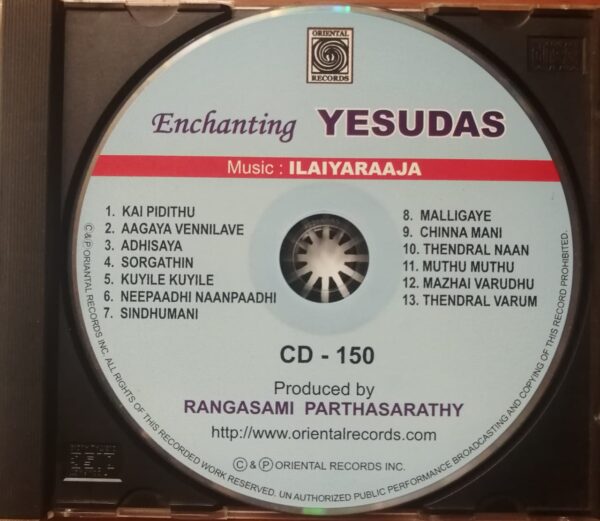 ORIENTAL
RECORDS
Enchanting YESUDAS
Music : ILAIYARAAJA
1. KAI PIDITHU
2. AAGAYA VENNILAVE
3. ADHISAYA
4. SORGATHIN
5. KUYILE KUYILE
6. NEEPAADHI NAANPAADHI
7. SINDHUMANI
8. MALLIGAYE
9. CHINNA MANI
10. THENDRAL NAAN
11. MUTHU MUTHU
12. MAZHAI VARUDHU
13. THENDRAL VARUM
CD - 150
Produced by
RANGASAMI PARTHASARATHY
http://www.orientalrecords.com
© & Ⓟ ORIENTAL RECORDS INC.
© & Ⓟ ORIENTAL RECORDS INC. ALL RIGHTS OF THIS RECORDED WORK RESERVED. UN AUTHORIZED PUBLIC PERFORMANCE BROADCASTING AND COPYING OF THIS RECORD PROHIBITED.